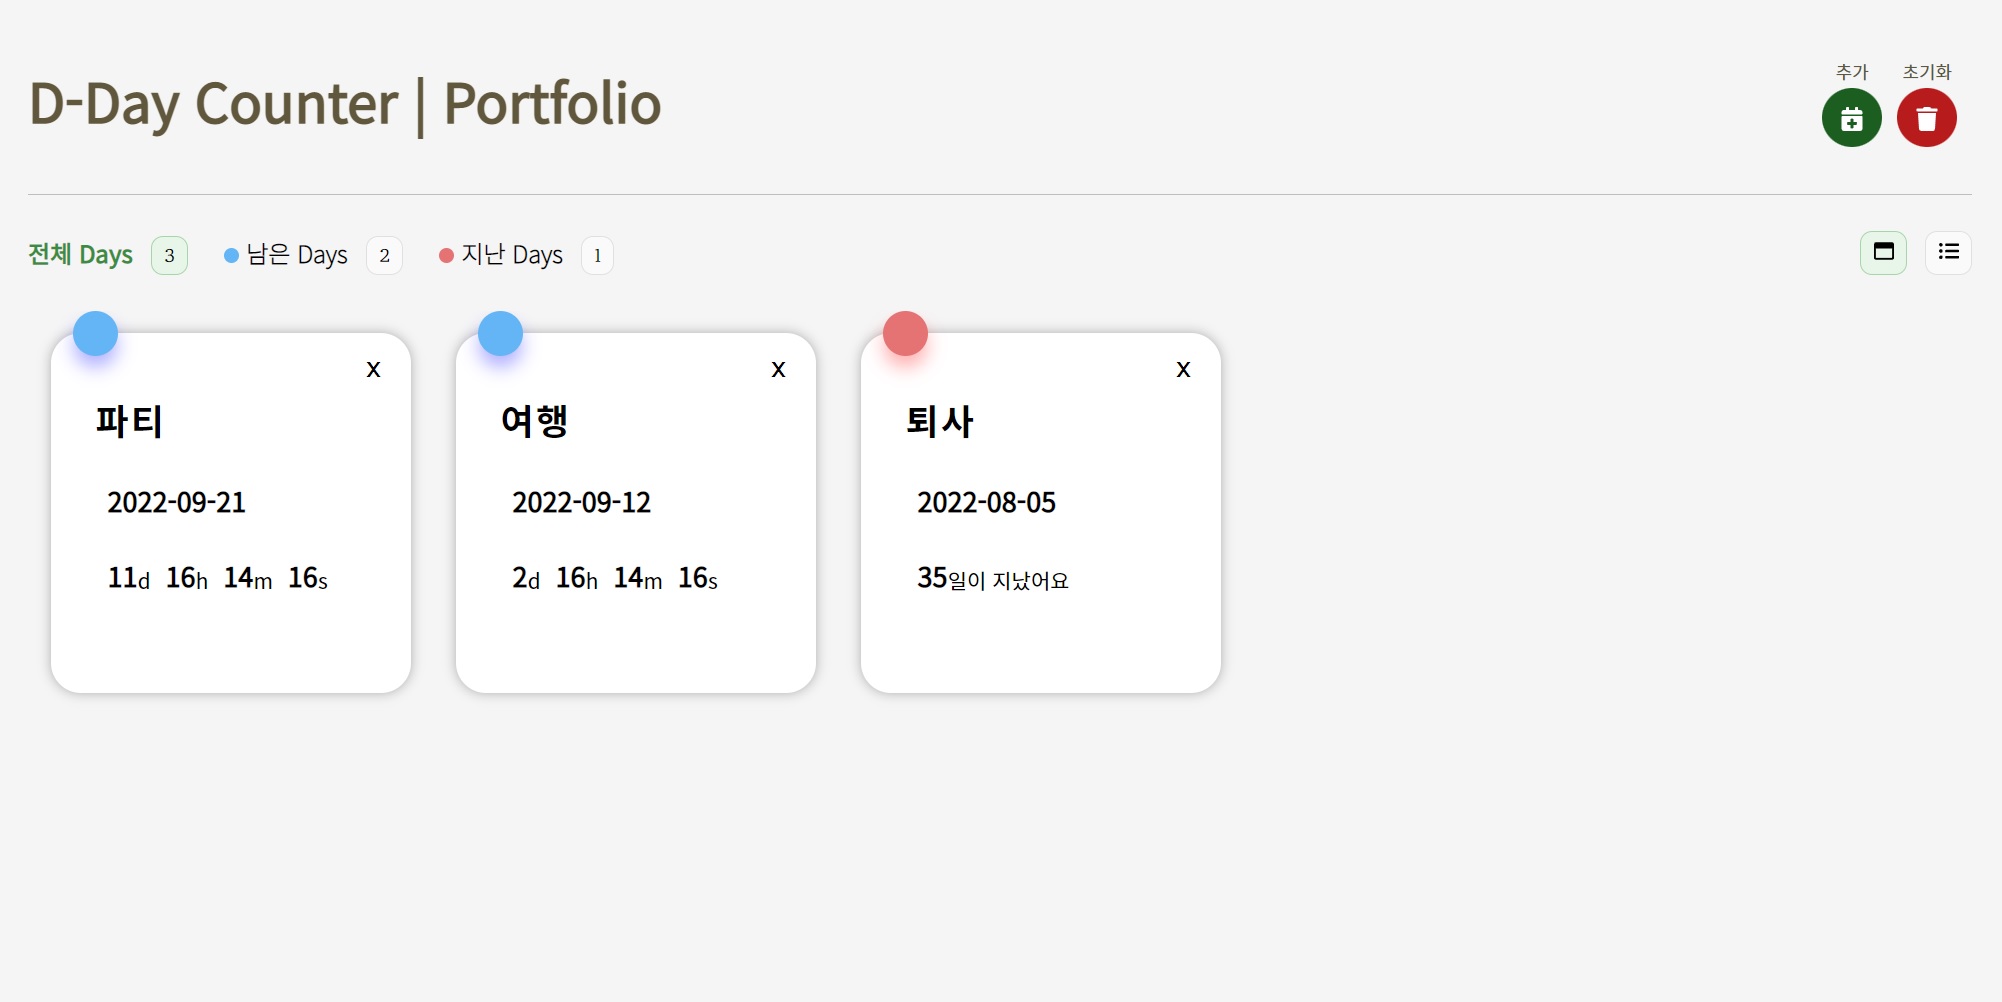 D-Day Counter | Portfolio
추가 초기화
전체 Days 3 남은 Days 2 지난 Days 1
x
파티
2022-09-21
11d 16h 14m 16s
x
여행
2022-09-12
2d 16h 14m 16s
x
퇴사
2022-08-05
35일이 지났어요